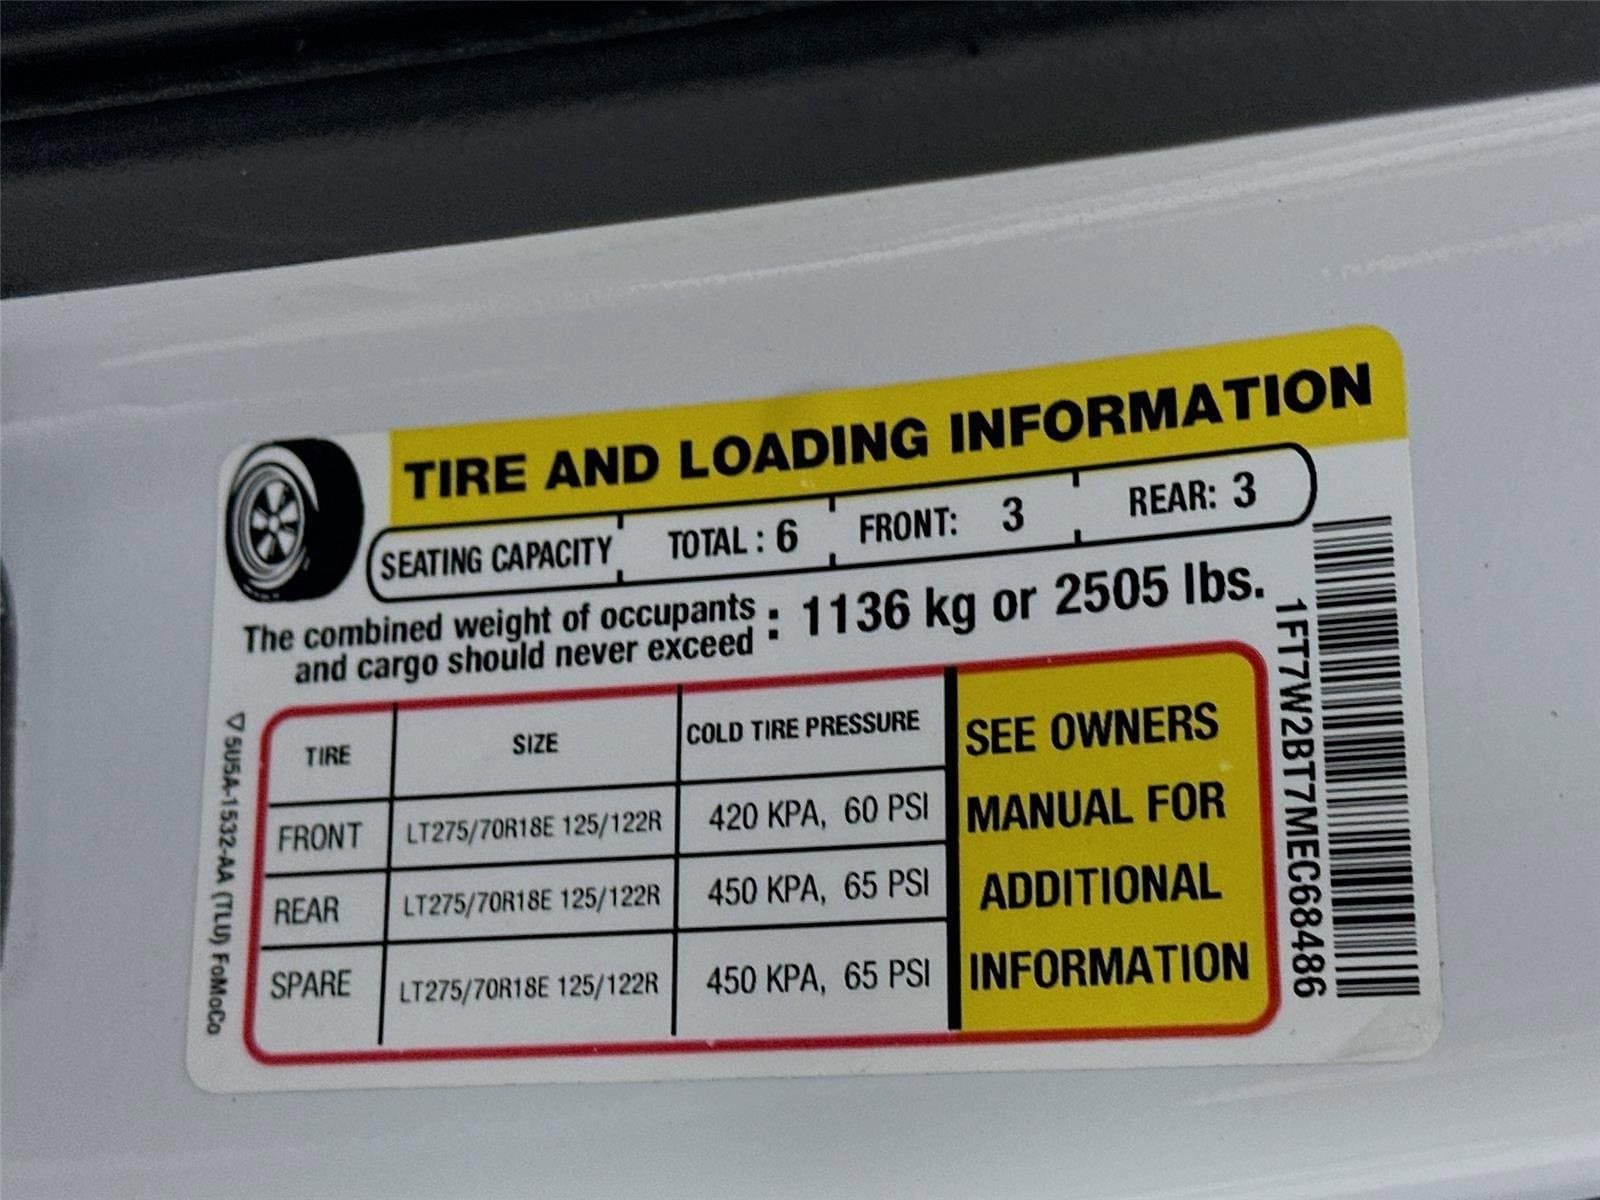 TIRE AND LOADING INFORMATION
SEATING CAPACITY TOTAL : 6 FRONT: 3 REAR: 3
The combined weight of occupants
and cargo should never exceed : 1136 kg or 2505 lbs.
TIRE SIZE COLD TIRE PRESSURE
FRONT LT275/70R18E 125/122R 420 KPA, 60 PSI
REAR LT275/70R18E 125/122R 450 KPA, 65 PSI
SPARE LT275/70R18E 125/122R 450 KPA, 65 PSI
SEE OWNERS
MANUAL FOR
ADDITIONAL
INFORMATION
1FT7W2BT7MEC68486
5U5A-1532-AA (TLU) FoMoCo